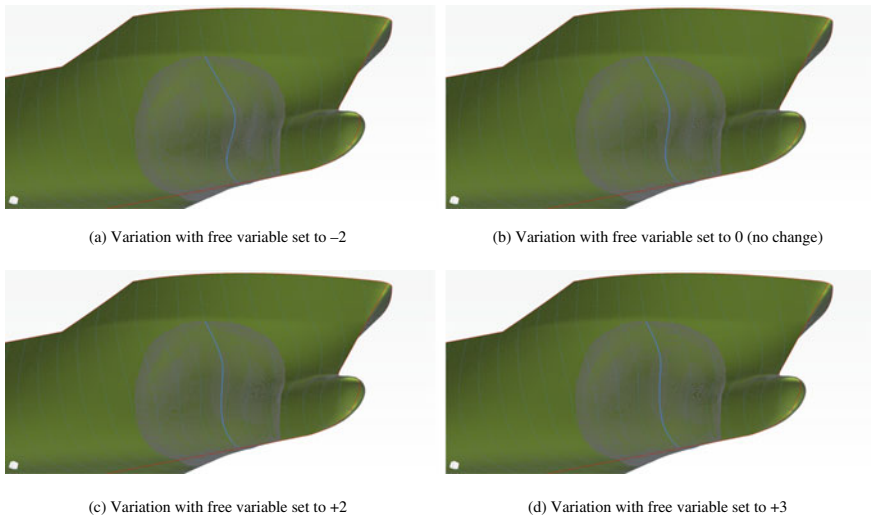 (a) Variation with free variable set to –2
(b) Variation with free variable set to 0 (no change)
(c) Variation with free variable set to +2
(d) Variation with free variable set to +3